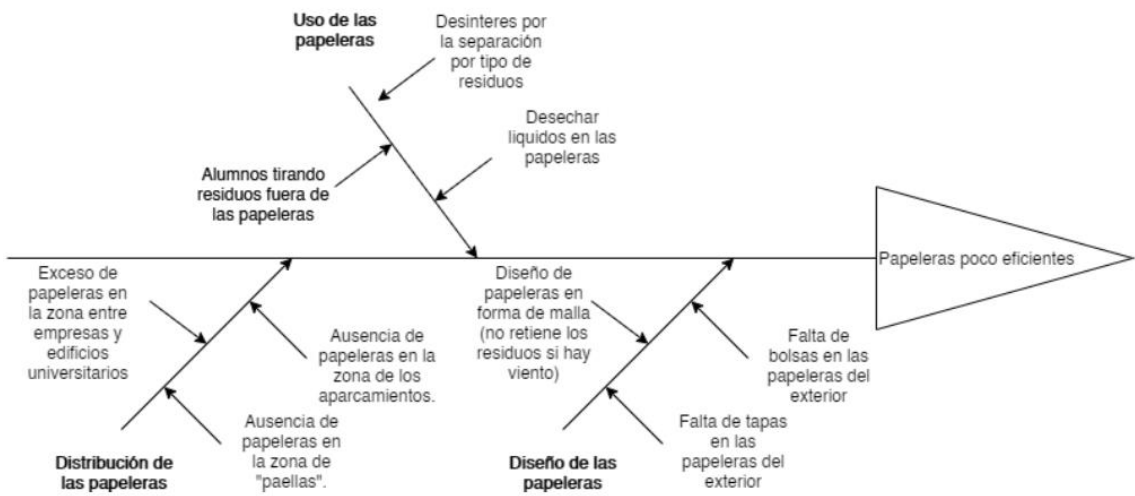 Uso de las
papeleras
Desinteres por
la separación
por tipo de
residuos
Desechar
liquidos en las
papeleras
Alumnos tirando
residuos fuera de
las papeleras
Papeleras poco eficientes
Exceso de
papeleras en
la zona entre
empresas y
edificios
universitarios
Ausencia de
papeleras en la
zona de los
aparcamientos.
Ausencia de
papeleras en
la zona de
"paellas".
Distribución de
las papeleras
Diseño de
papeleras en
forma de malla
(no retiene los
residuos si hay
viento)
Falta de
bolsas en las
papeleras del
exterior
Falta de tapas
en las
papeleras del
exterior
Diseño de las
papeleras